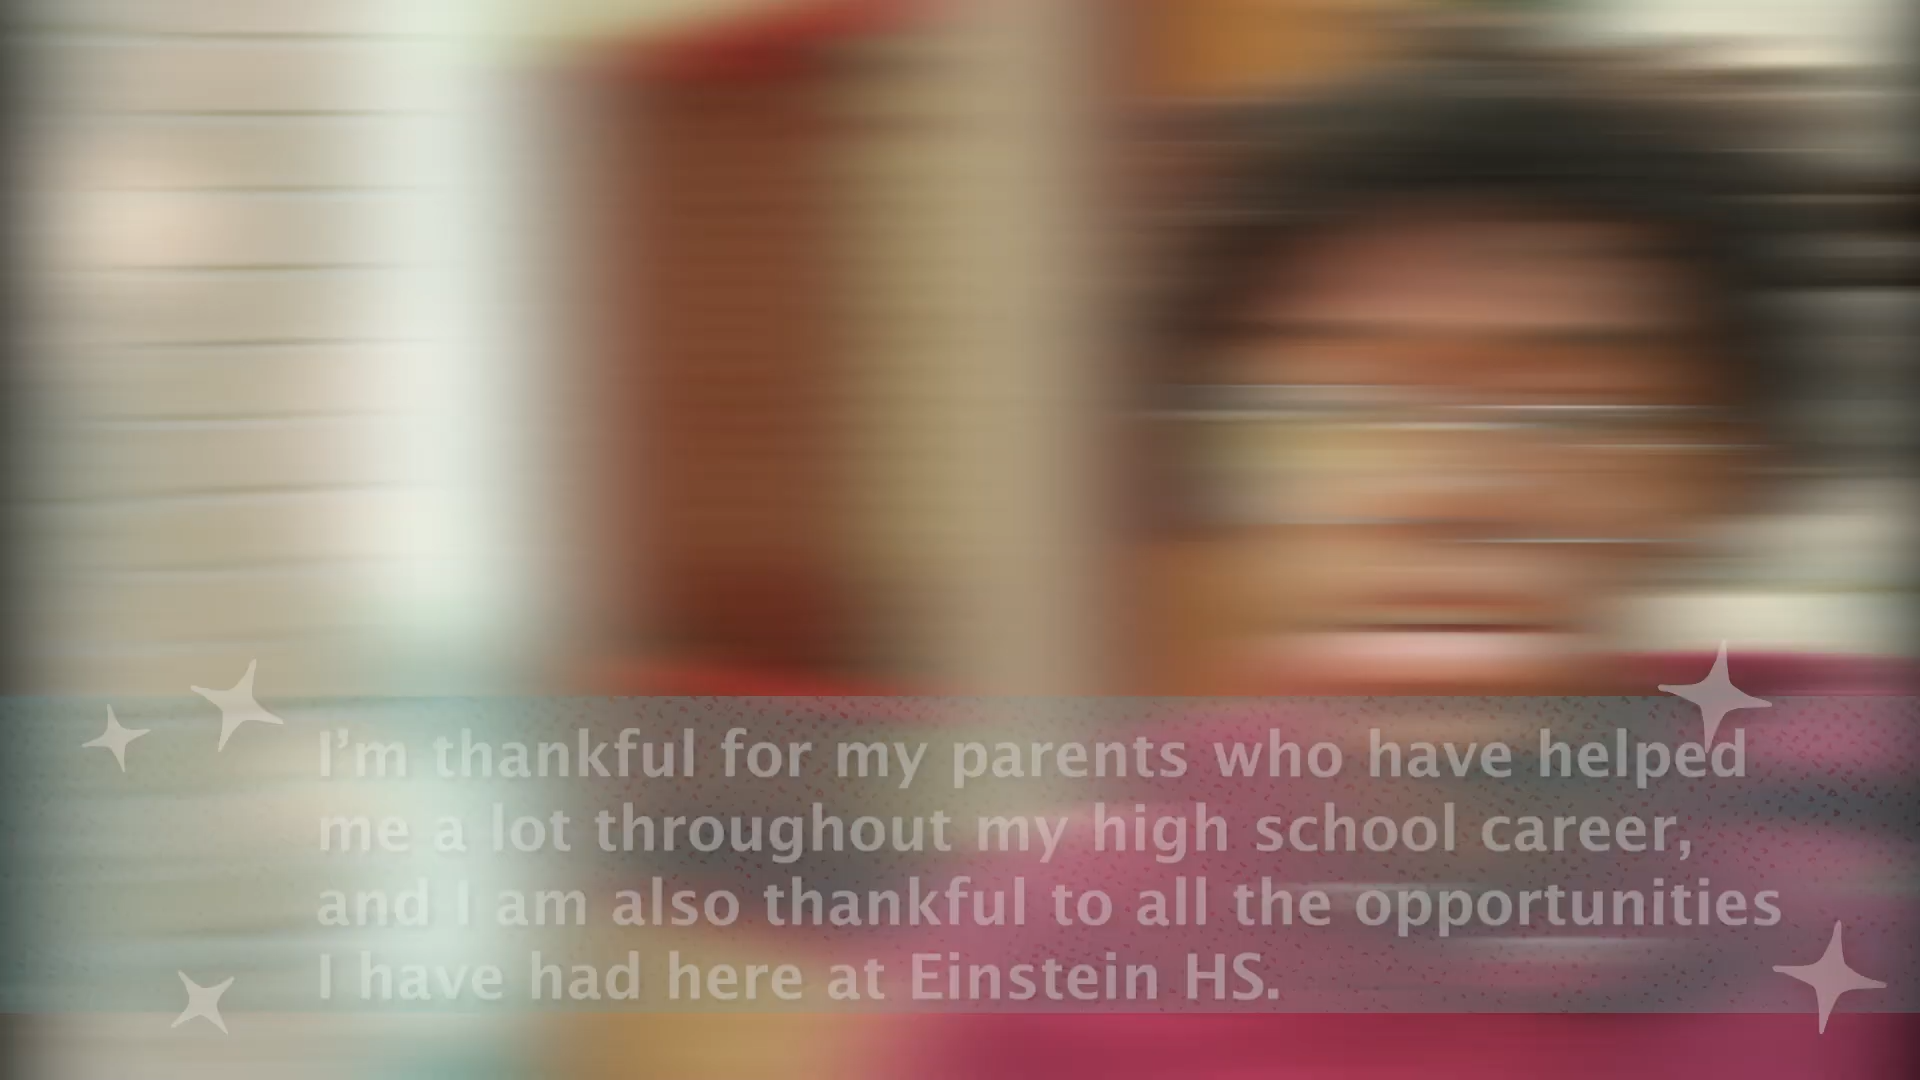 I’m thankful for my parents who have helped
me a lot throughout my high school career,
and I am also thankful to all the opportunities
I have had here at Einstein HS.